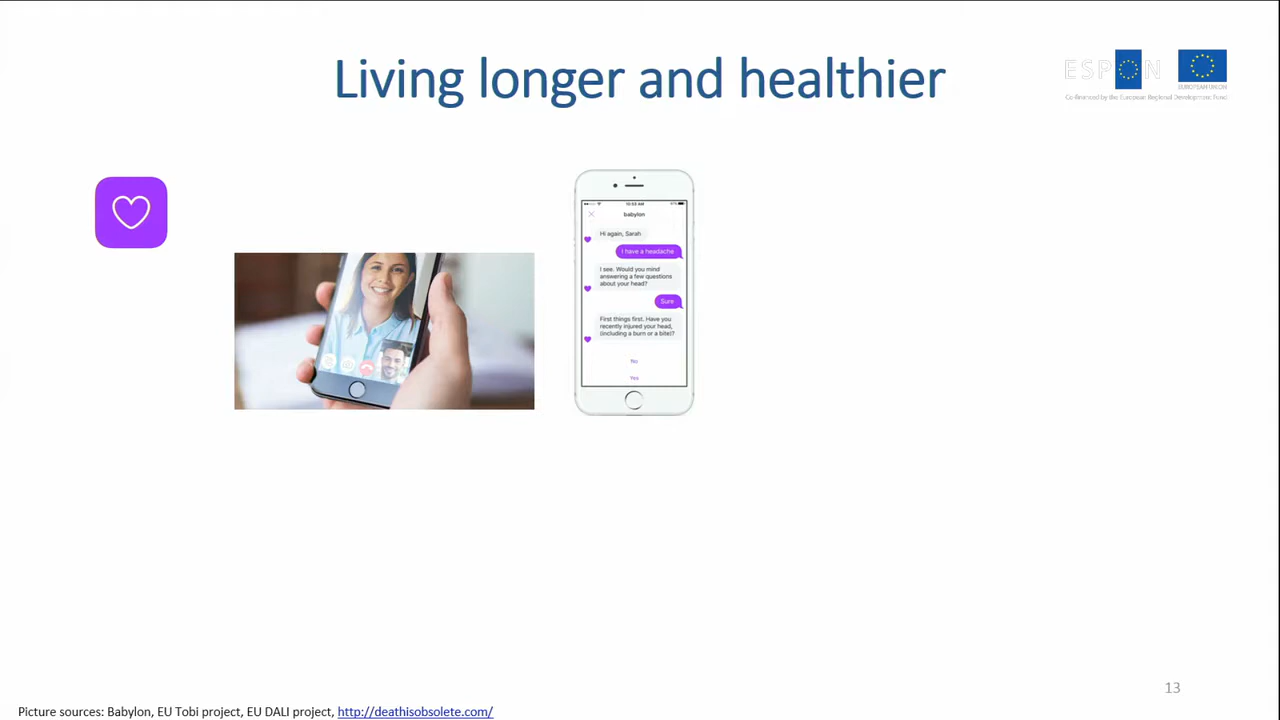 Living longer and healthier
ESPON
EUROPEAN UNION
Co-financed by the European Regional Development Fund
10:53 AM
babylon
Hi again, Sarah
I have a headache
I see. Would you mind
answering a few questions
about your head?
Sure
First things first. Have you
recently injured your head,
(including a burn or a bite)?
No
Yes
13
Picture sources: Babylon, EU Tobi project, EU DALI project, http://deathisobsolete.com/